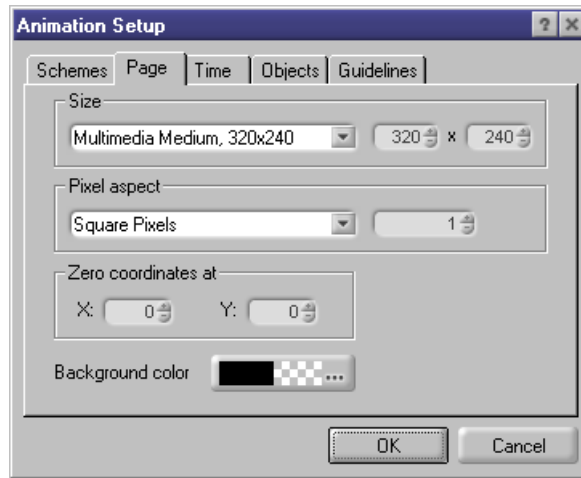 Animation Setup ? ×
Schemes Page Time Objects Guidelines
Size
Multimedia Medium, 320x240 320 x 240
Pixel aspect
Square Pixels 1
Zero coordinates at
X: 0 Y: 0
Background color ...
OK Cancel